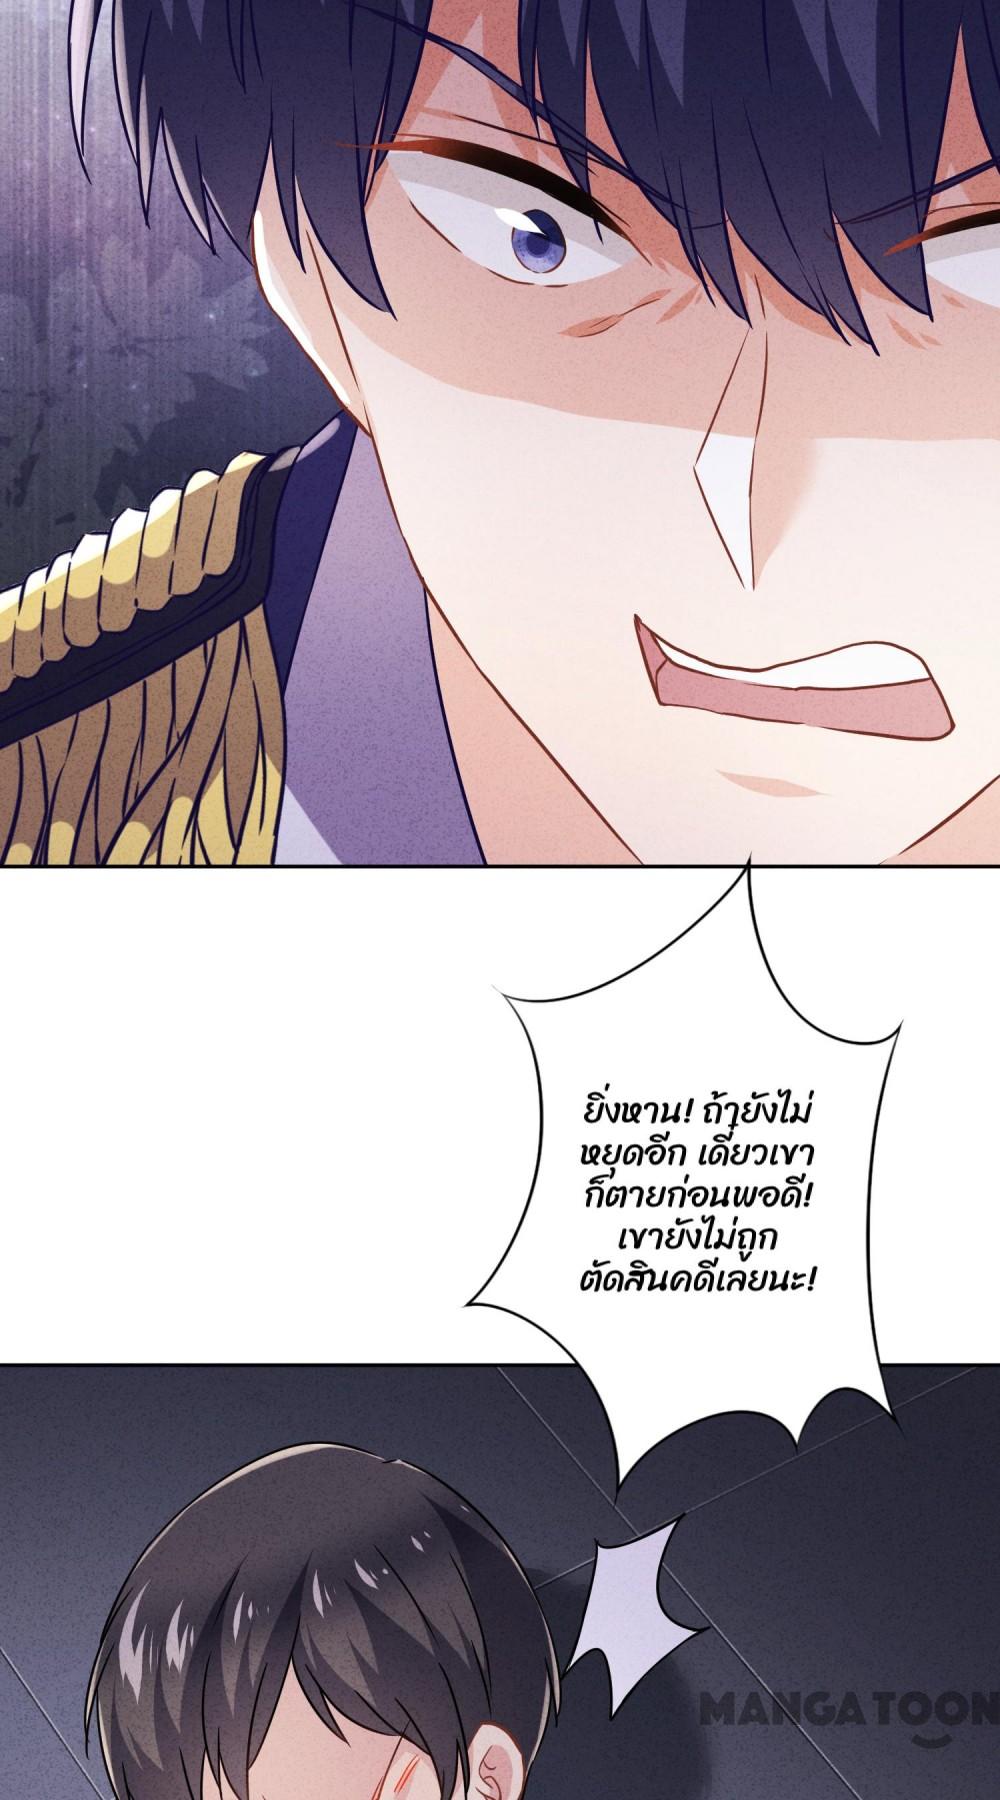 ยิ่งหาน! ถ้ายังไม่
หยุดอีก เดี๋ยวเขา
ก็ตายก่อนพอดี!
เขายังไม่ถูก
ตัดสินคดีเลยนะ!
MANGATOON